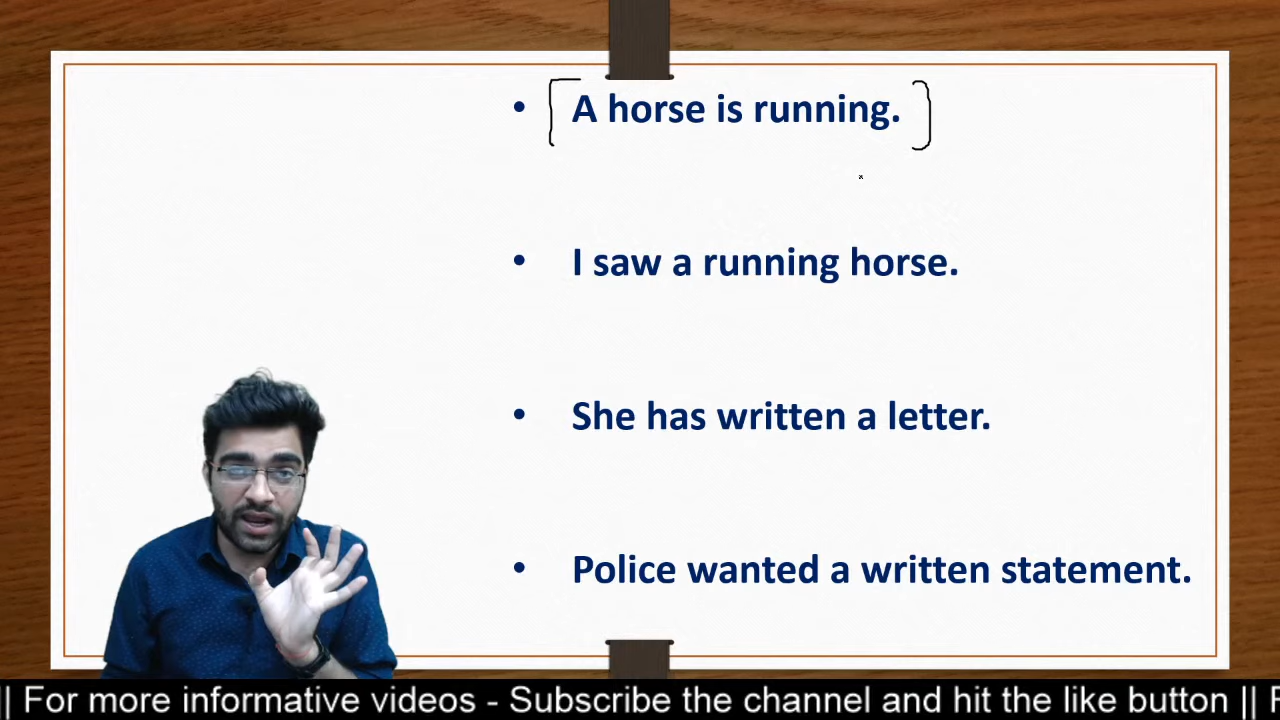 • A horse is running.
• I saw a running horse.
• She has written a letter.
• Police wanted a written statement.
|| For more informative videos - Subscribe the channel and hit the like button ||